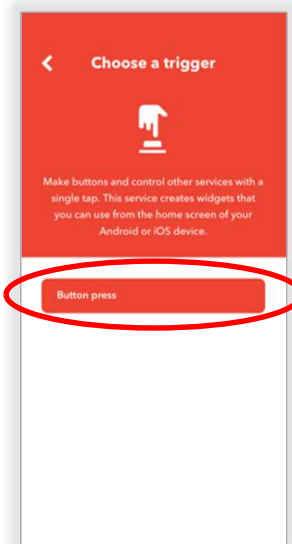 Choose a trigger
Make buttons and control other services with a
single tap. This service creates widgets that
you can use from the home screen of your
Android or iOS device.
Button press